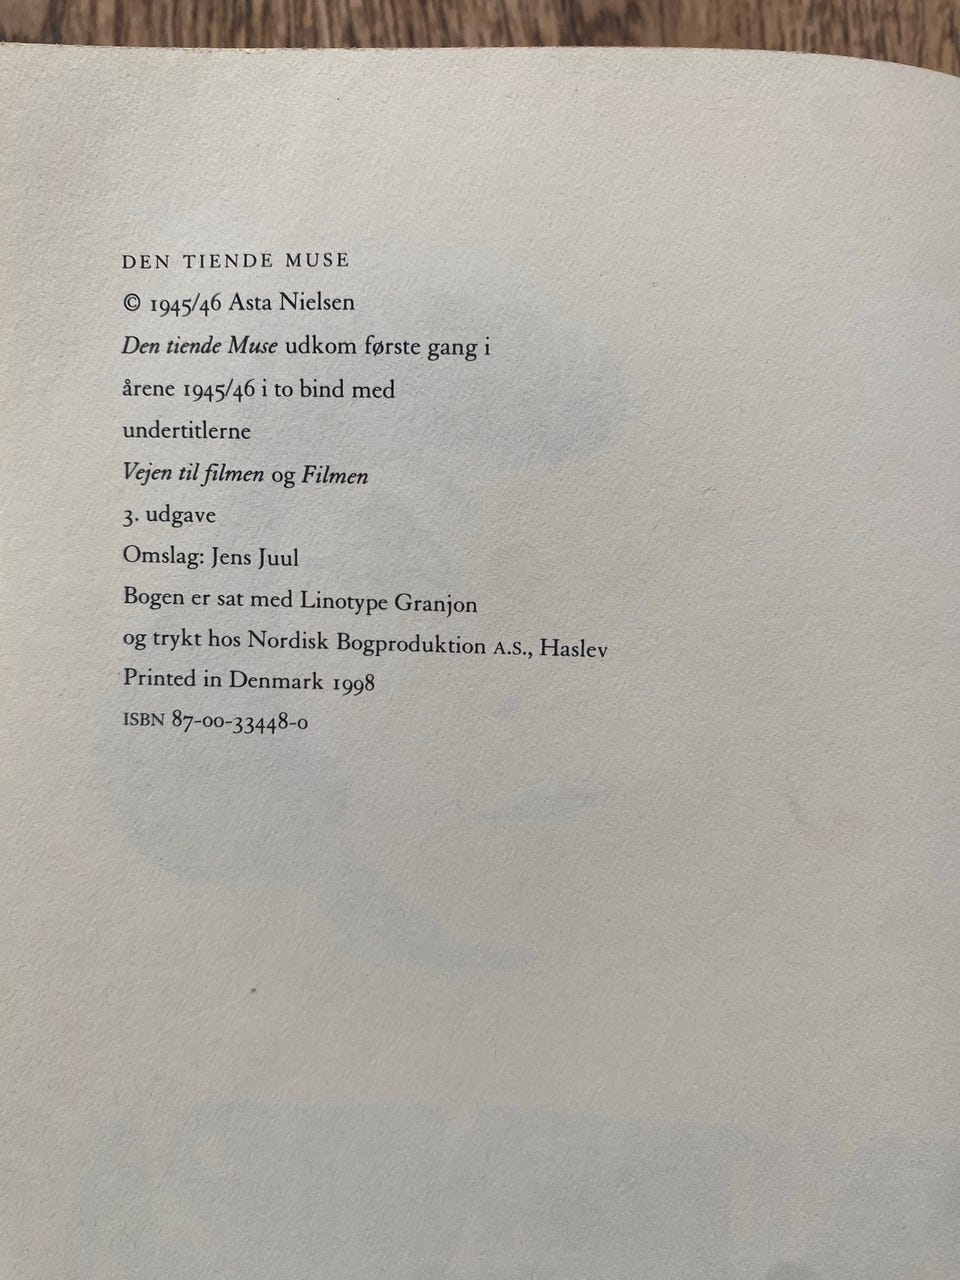 DEN TIENDE MUSE
© 1945/46 Asta Nielsen
Den tiende Muse udkom første gang i
årene 1945/46 i to bind med
undertitlerne
Vejen til filmen og Filmen
3. udgave
Omslag: Jens Juul
Bogen er sat med Linotype Granjon
og trykt hos Nordisk Bogproduktion A.S., Haslev
Printed in Denmark 1998
ISBN 87-00-33448-0